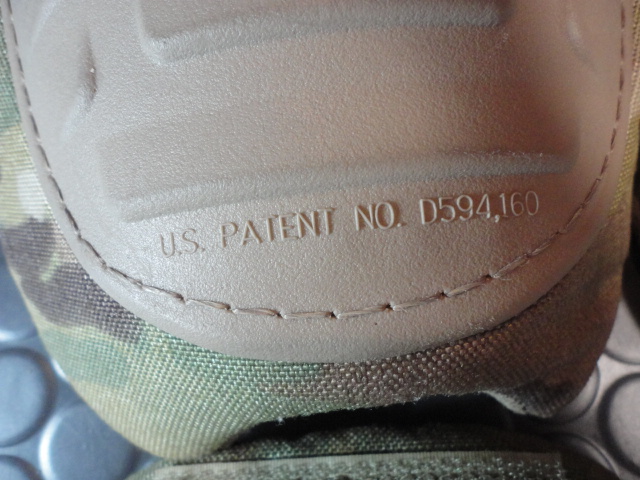 U.S. PATENT NO. D594,160